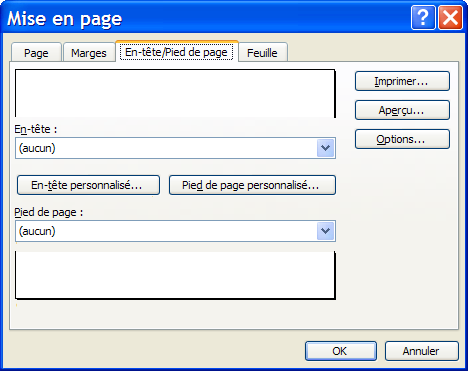 Mise en page
Page Marges En-tête/Pied de page Feuille
Imprimer...
Aperçu...
En-tête :
(aucun)
Options...
En-tête personnalisé... Pied de page personnalisé...
Pied de page :
(aucun)
OK Annuler